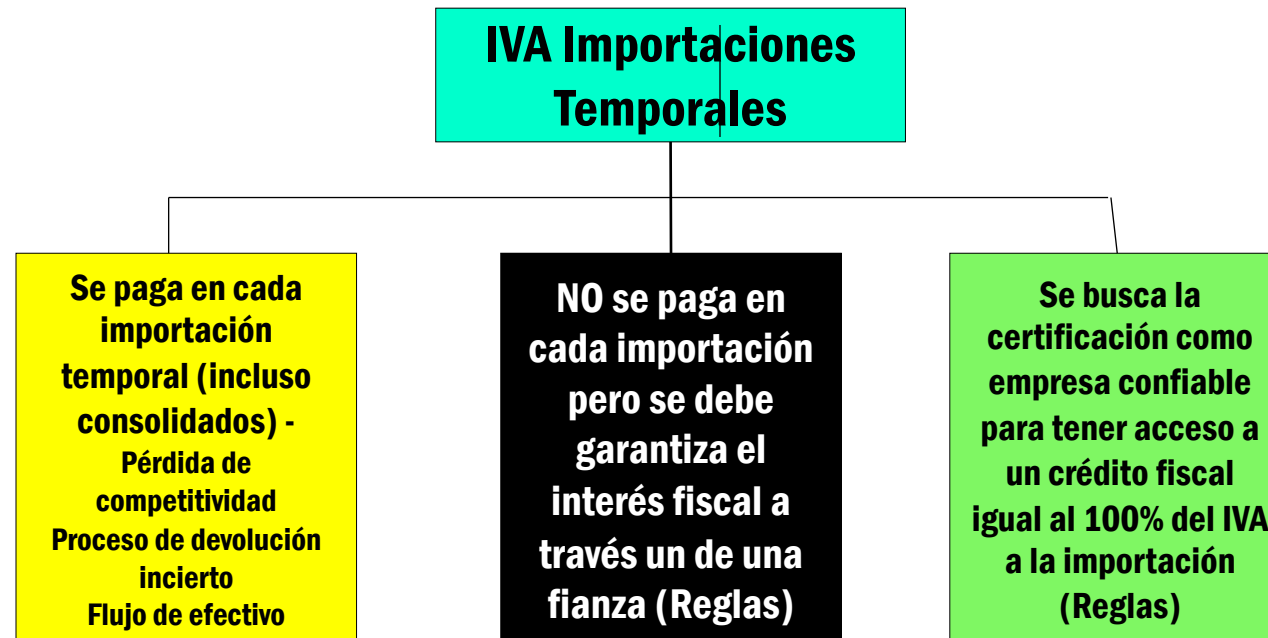 IVA Importaciones
Temporales
Se paga en cada
importación
temporal (incluso
consolidados) -
Pérdida de
competitividad
Proceso de devolución
incierto
Flujo de efectivo
NO se paga en
cada importación
pero se debe
garantiza el
interés fiscal a
través un de una
fianza (Reglas)
Se busca la
certificación como
empresa confiable
para tener acceso a
un crédito fiscal
igual al 100% del IVA
a la importación
(Reglas)